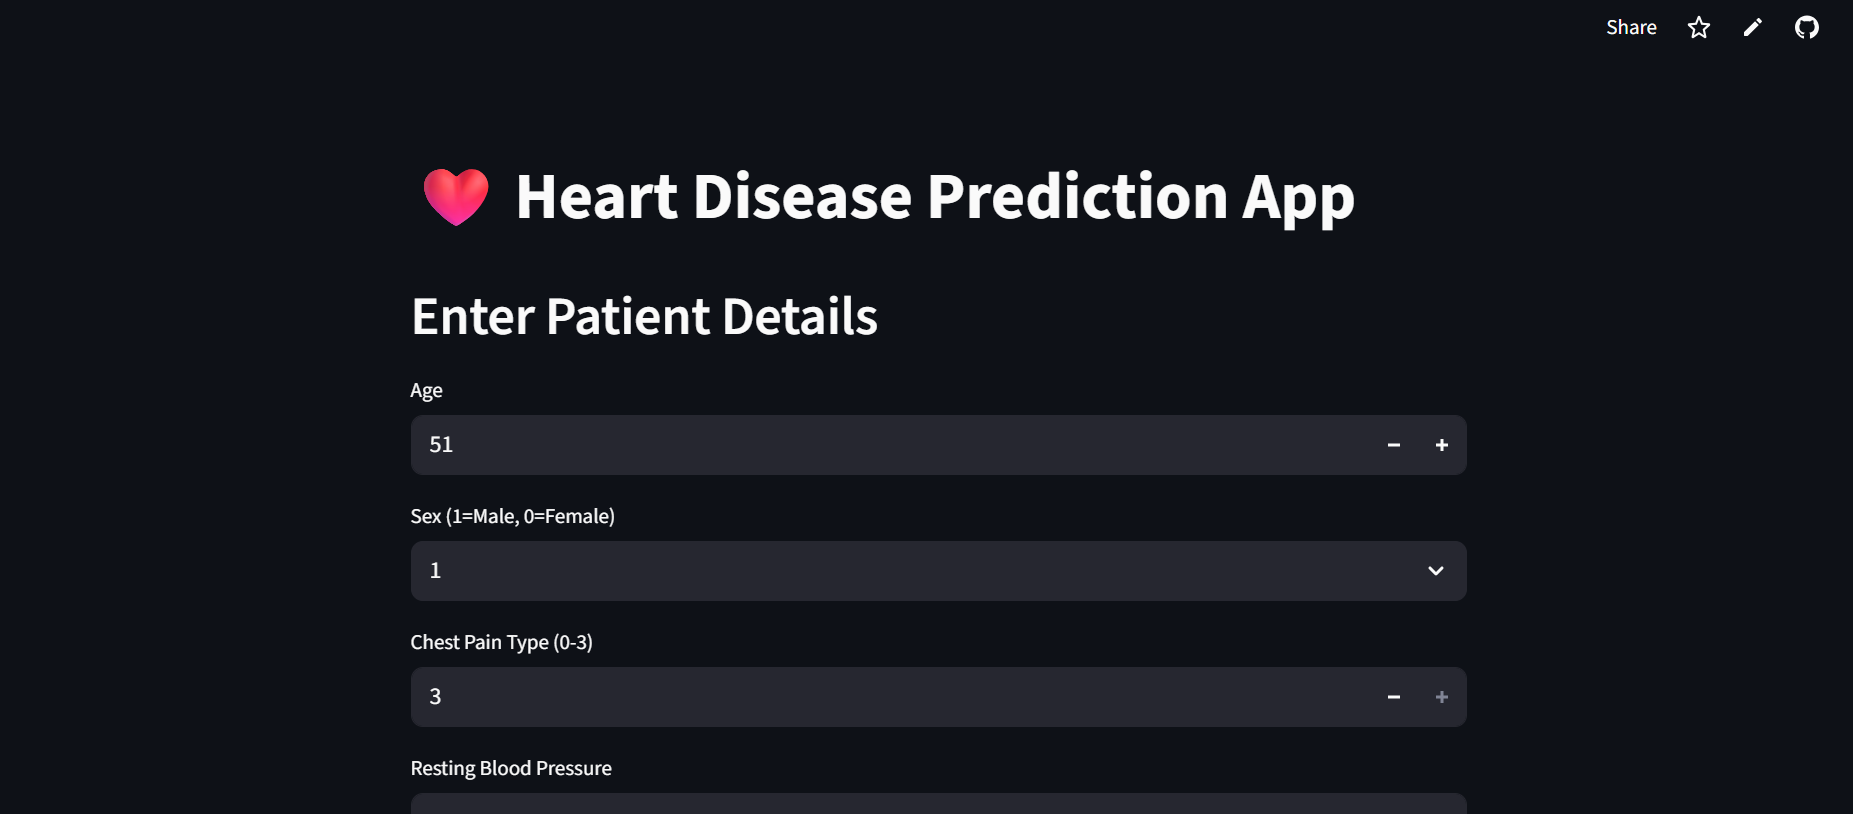 Share
Heart Disease Prediction App
Enter Patient Details
Age
51
Sex (1=Male, 0=Female)
1
Chest Pain Type (0-3)
3
Resting Blood Pressure